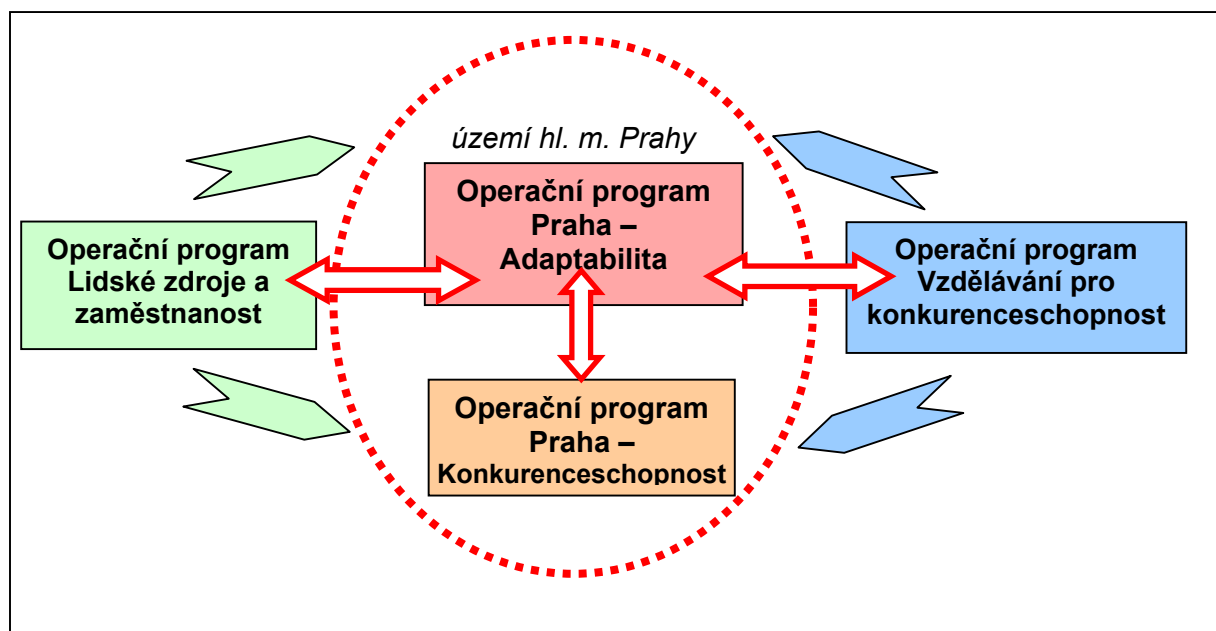 území hl. m. Prahy
Operační program
Praha –
Adaptabilita
Operační program
Lidské zdroje a
zaměstnanost
Operační program
Vzdělávání pro
konkurenceschopnost
Operační program
Praha –
Konkurenceschopnost